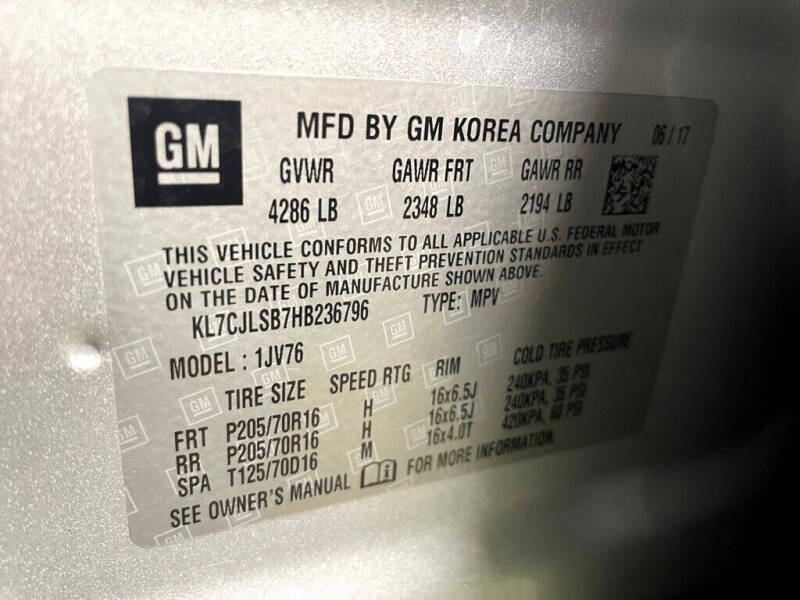 GM MFD BY GM KOREA COMPANY 06/17
GVWR GAWR FRT GAWR RR
4286 LB 2348 LB 2194 LB
THIS VEHICLE CONFORMS TO ALL APPLICABLE U.S. FEDERAL MOTOR
VEHICLE SAFETY AND THEFT PREVENTION STANDARDS IN EFFECT
ON THE DATE OF MANUFACTURE SHOWN ABOVE.
KL7CJLSB7HB236796 TYPE: MPV
MODEL : 1JV76
TIRE SIZE SPEED RTG RIM COLD TIRE PRESSURE
FRT P205/70R16 H 16x6.5J 240KPA, 35 PSI
RR P205/70R16 H 16x6.5J 240KPA, 35 PSI
SPA T125/70D16 M 16x4.0T 420KPA, 60 PSI
SEE OWNER'S MANUAL FOR MORE INFORMATION.